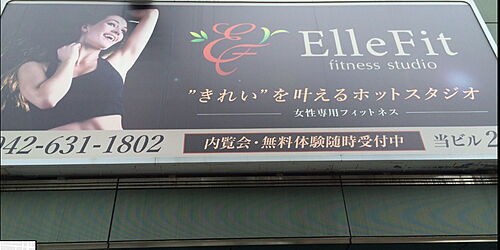 EF
ElleFit
fitness studio
"きれい"を叶えるホットスタジオ
女性専用フィットネス
042-631-1802
内覧会・無料体験随時受付中
当ビル2